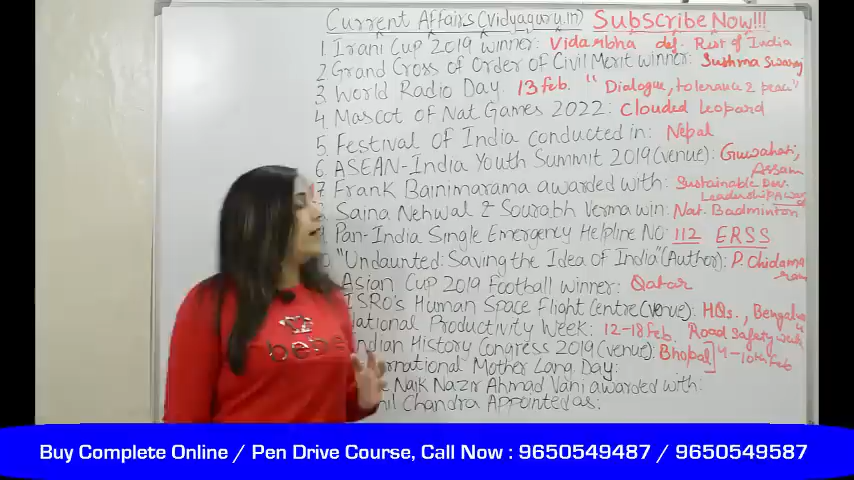 Current Affairs (Vidyaguru.in) Subscribe Now!!!
1 Irani Cup 2019 winner: Vidarbha def. Rest of India
2. Grand Cross of Order of Civil Merit winner: Sushma Swaraj
3. World Radio Day. 13 feb. "Dialogue, tolerance & peace"
4. Mascot of Nat Games 2022: Clouded Leopard
5. Festival of India conducted in: Nepal
6. ASEAN-India Youth Summit 2019 (venue): Guwahati, Assam
7 Frank Bainimarama awarded with: Sustainable Dev. Leadership Award
Saina Nehwal & Sourabh Verma win: Nat. Badminton
Pan-India Single Emergency Helpline No: 112 ERSS
"Undaunted: Saving the Idea of India" (Author): P. Chidamaram
Asian Cup 2019 Football winner: Qatar
ISRO's Human Space Flight Centre (venue): HQs., Bengaluru
National Productivity Week: 12-18 feb. Road Safety week
Indian History Congress 2019 (venue): Bhopal] 4-10th feb
national Mother Lang Day:
Naik Nazir Ahmad Vani awarded with:
il Chandra Appointed as:
bebe
Buy Complete Online / Pen Drive Course, Call Now : 9650549487 / 9650549587